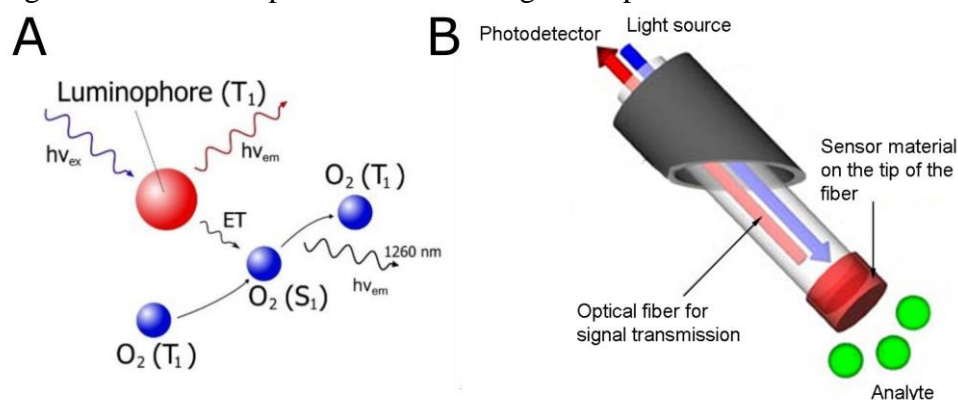 A
Luminophore (T₁)
hνex
hνem
ET
O₂ (T₁)
1260 nm
hνem
O₂ (S₁)
O₂ (T₁)
B
Photodetector
Light source
Sensor material
on the tip of the
fiber
Optical fiber for
signal transmission
Analyte